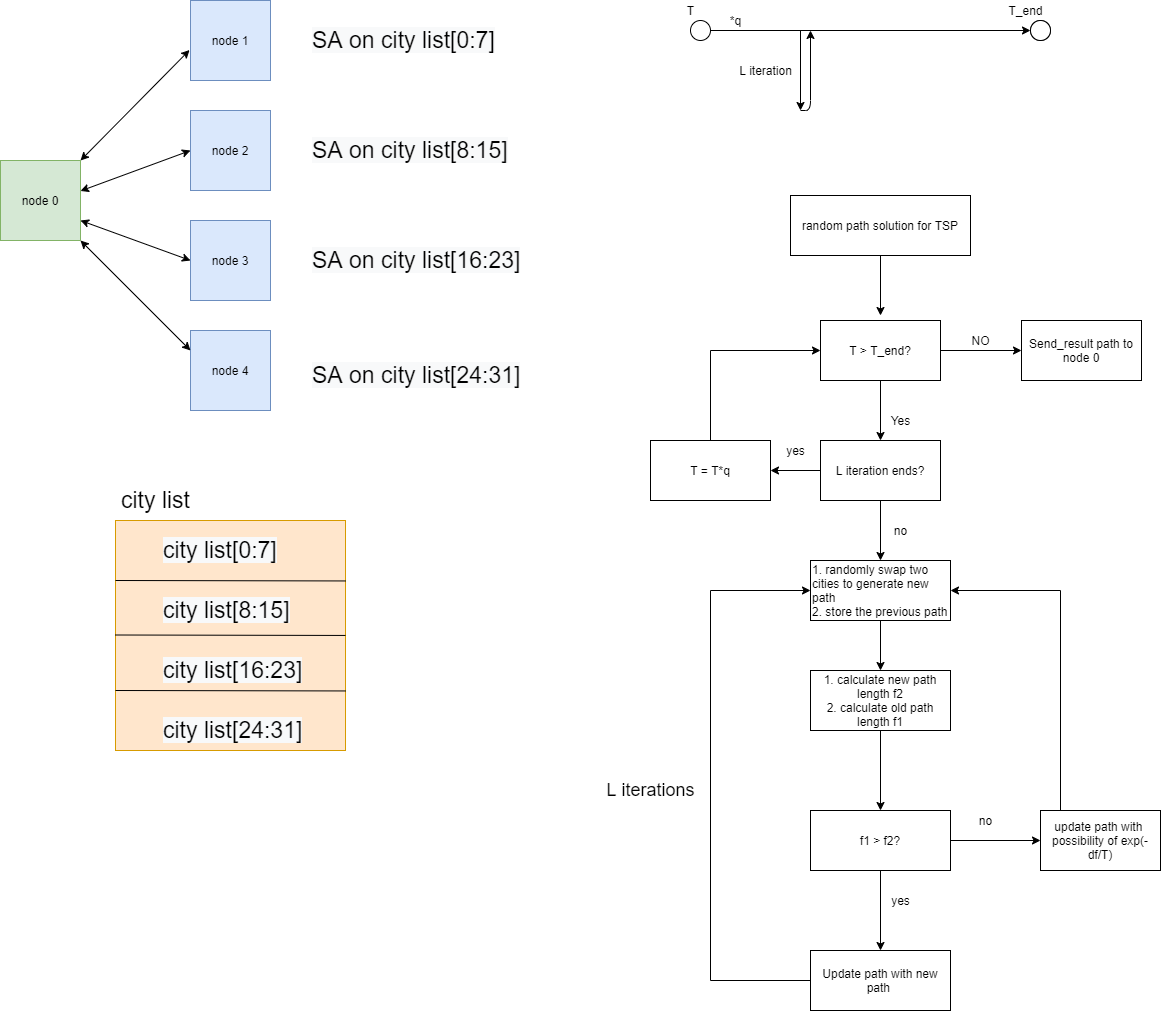 node 1
SA on city list[0:7]
node 2
SA on city list[8:15]
node 0
node 3
SA on city list[16:23]
node 4
SA on city list[24:31]
city list
city list[0:7]
city list[8:15]
city list[16:23]
city list[24:31]
T
*q
T_end
L iteration
random path solution for TSP
T > T_end?
NO
Send_result path to
node 0
Yes
L iteration ends?
yes
T = T*q
no
1. randomly swap two
cities to generate new
path
2. store the previous path
1. calculate new path
length f2
2. calculate old path
length f1
L iterations
f1 > f2?
no
update path with
possibility of exp(-
df/T)
yes
Update path with new
path